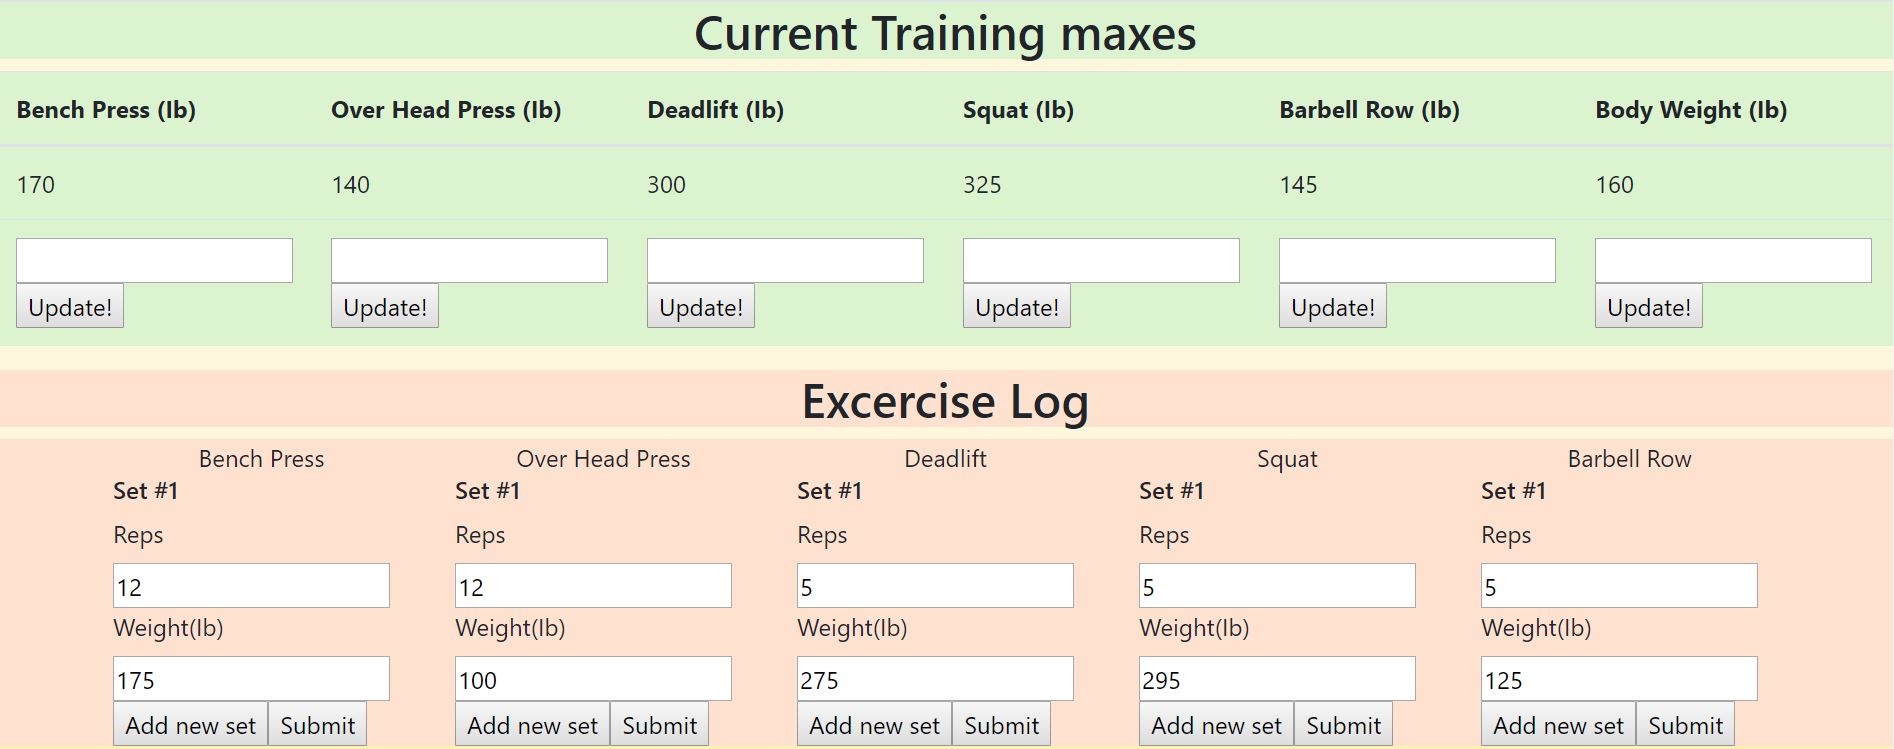 Current Training maxes
Bench Press (lb) Over Head Press (lb) Deadlift (lb) Squat (lb) Barbell Row (lb) Body Weight (lb)
170 140 300 325 145 160
Update! Update! Update! Update! Update! Update!
Excercise Log
Bench Press Over Head Press Deadlift Squat Barbell Row
Set #1 Set #1 Set #1 Set #1 Set #1
Reps Reps Reps Reps Reps
12 12 5 5 5
Weight(lb) Weight(lb) Weight(lb) Weight(lb) Weight(lb)
175 100 275 295 125
Add new set Submit Add new set Submit Add new set Submit Add new set Submit Add new set Submit